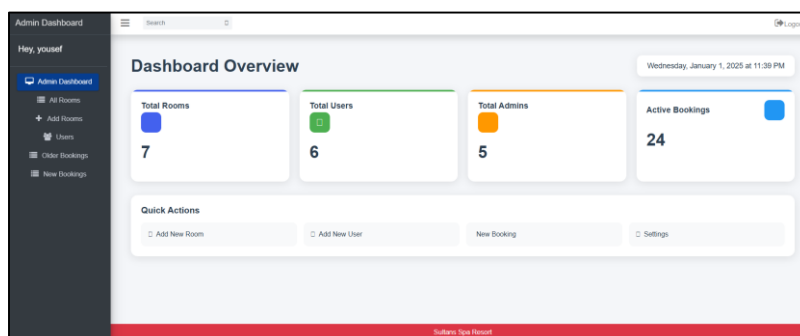 Admin Dashboard
Search
Logo
Hey, yousef
Admin Dashboard
All Rooms
Add Rooms
Users
Older Bookings
New Bookings
Dashboard Overview
Wednesday, January 1, 2025 at 11:39 PM
Total Rooms
7
Total Users
6
Total Admins
5
Active Bookings
24
Quick Actions
Add New Room
Add New User
New Booking
Settings
Sultans Spa Resort